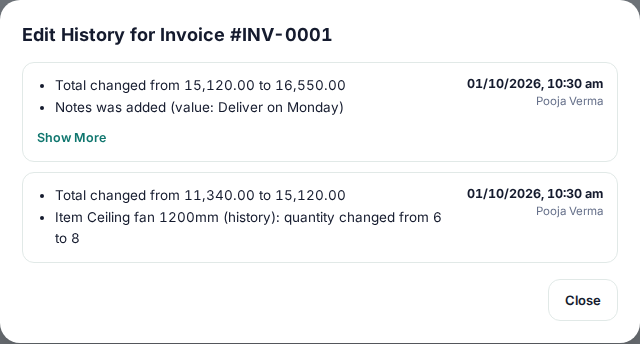 Edit History for Invoice #INV-0001
Total changed from 15,120.00 to 16,550.00
Notes was added (value: Deliver on Monday)
Show More
01/10/2026, 10:30 am
Pooja Verma
Total changed from 11,340.00 to 15,120.00
Item Ceiling fan 1200mm (history): quantity changed from 6
to 8
01/10/2026, 10:30 am
Pooja Verma
Close